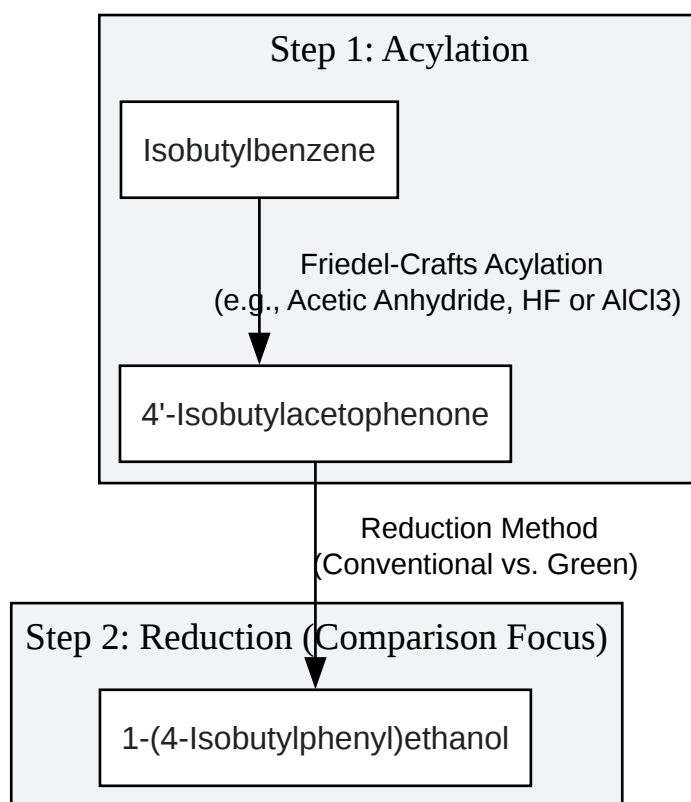 Step 1: Acylation
Isobutylbenzene
Friedel-Crafts Acylation
(e.g., Acetic Anhydride, HF or AlCl3)
4'-Isobutylacetophenone
Reduction Method
(Conventional vs. Green)
Step 2: Reduction (Comparison Focus)
1-(4-Isobutylphenyl)ethanol